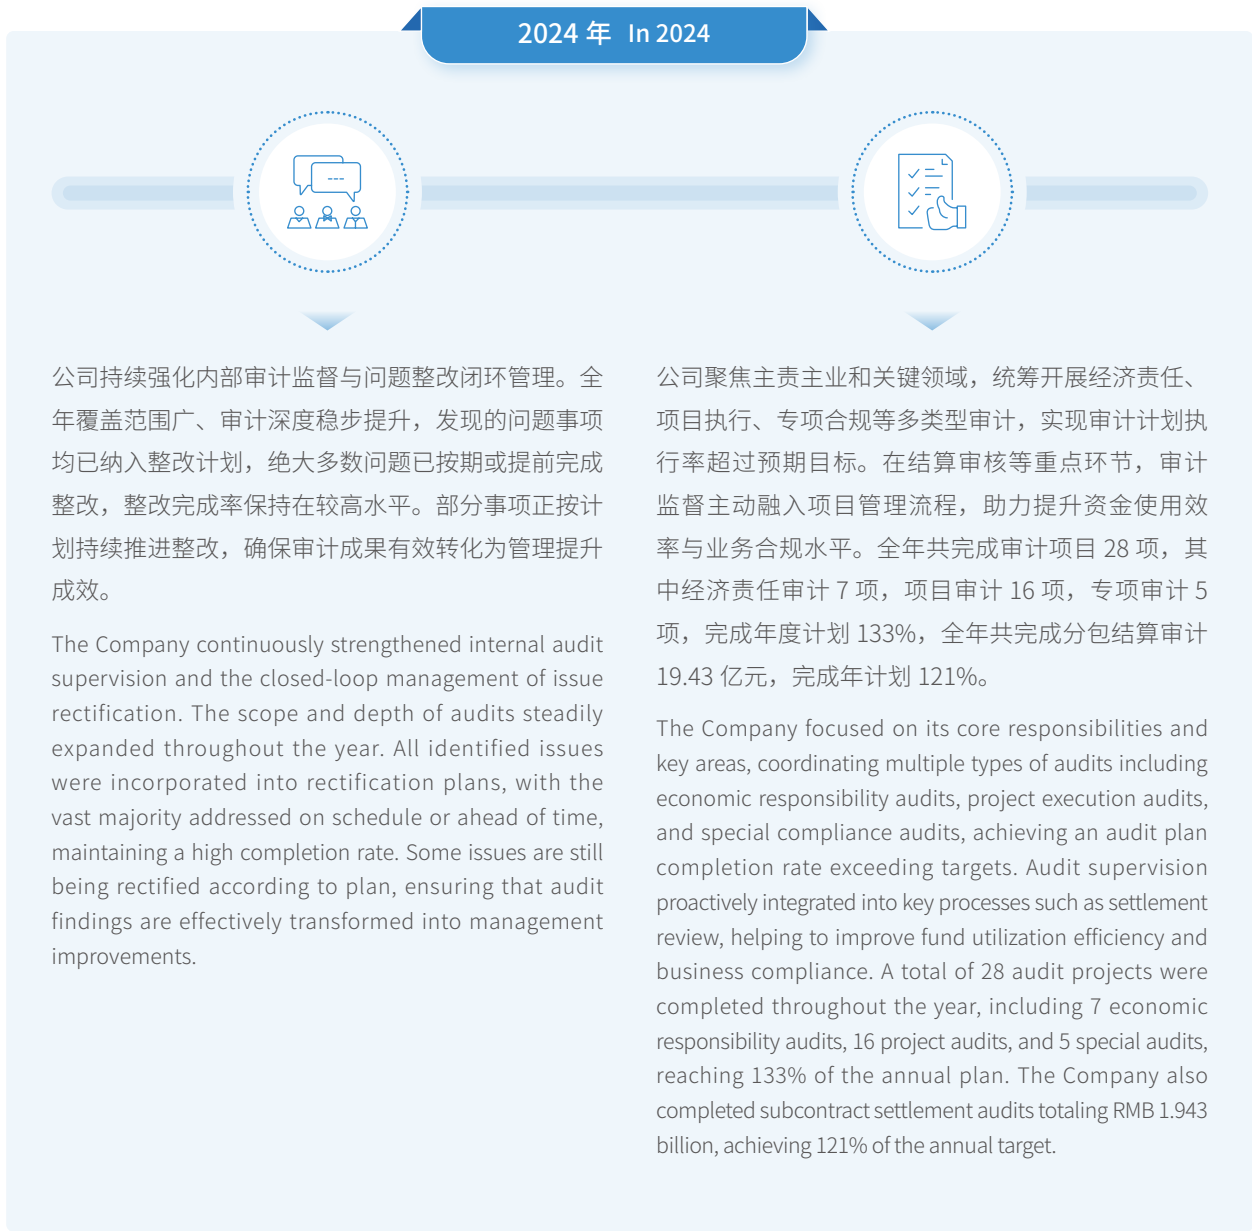 2024 年 In 2024
公司持续强化内部审计监督与问题整改闭环管理。全
年覆盖范围广、审计深度稳步提升，发现的问题事项
均已纳入整改计划，绝大多数问题已按期或提前完成
整改，整改完成率保持在较高水平。部分事项正按计
划持续推进整改，确保审计成果有效转化为管理提升
成效。
The Company continuously strengthened internal audit
supervision and the closed-loop management of issue
rectification. The scope and depth of audits steadily
expanded throughout the year. All identified issues
were incorporated into rectification plans, with the
vast majority addressed on schedule or ahead of time,
maintaining a high completion rate. Some issues are still
being rectified according to plan, ensuring that audit
findings are effectively transformed into management
improvements.
公司聚焦主责主业和关键领域，统筹开展经济责任、
项目执行、专项合规等多类型审计，实现审计计划执
行率超过预期目标。在结算审核等重点环节，审计
监督主动融入项目管理流程，助力提升资金使用效
率与业务合规水平。全年共完成审计项目 28 项，其
中经济责任审计 7 项，项目审计 16 项，专项审计 5
项，完成年度计划 133%，全年共完成分包结算审计
19.43 亿元，完成年计划 121%。
The Company focused on its core responsibilities and
key areas, coordinating multiple types of audits including
economic responsibility audits, project execution audits,
and special compliance audits, achieving an audit plan
completion rate exceeding targets. Audit supervision
proactively integrated into key processes such as settlement
review, helping to improve fund utilization efficiency and
business compliance. A total of 28 audit projects were
completed throughout the year, including 7 economic
responsibility audits, 16 project audits, and 5 special audits,
reaching 133% of the annual plan. The Company also
completed subcontract settlement audits totaling RMB 1.943
billion, achieving 121% of the annual target.